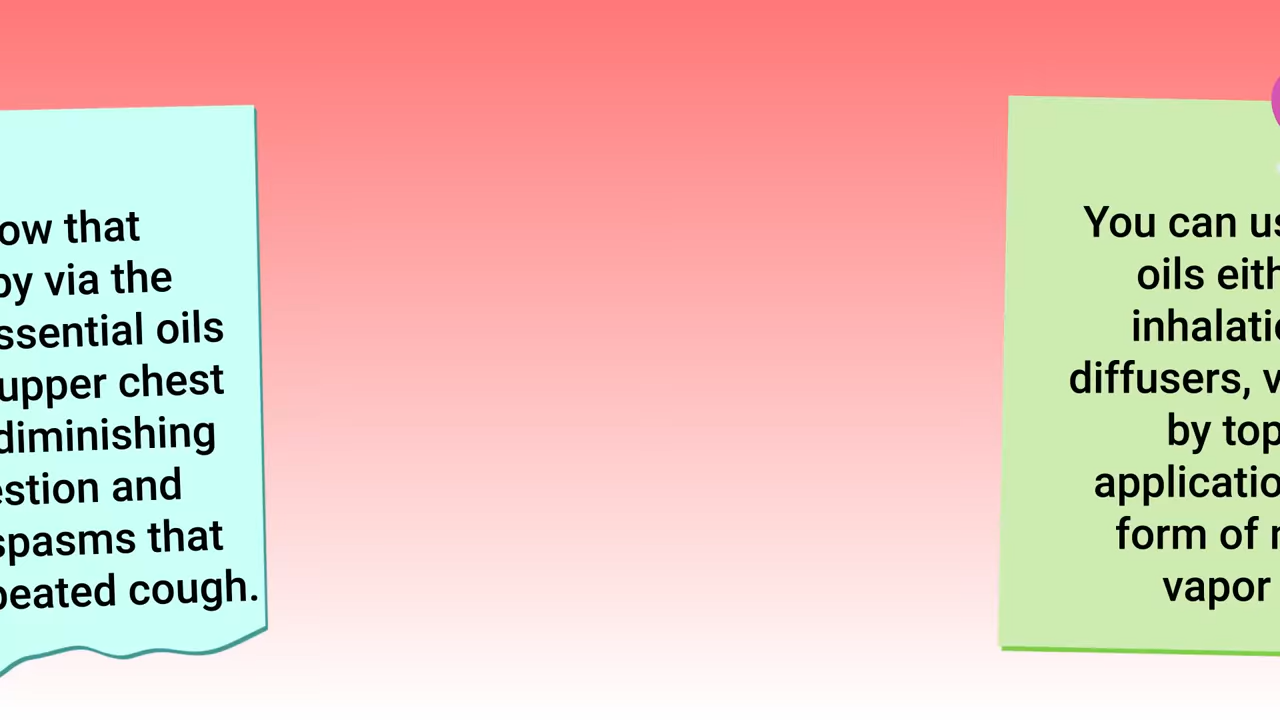 ow that
by via the
ssential oils
upper chest
diminishing
estion and
spasms that
peated cough.
You can us
oils eith
inhalatio
diffusers, v
by top
applicatio
form of
vapor